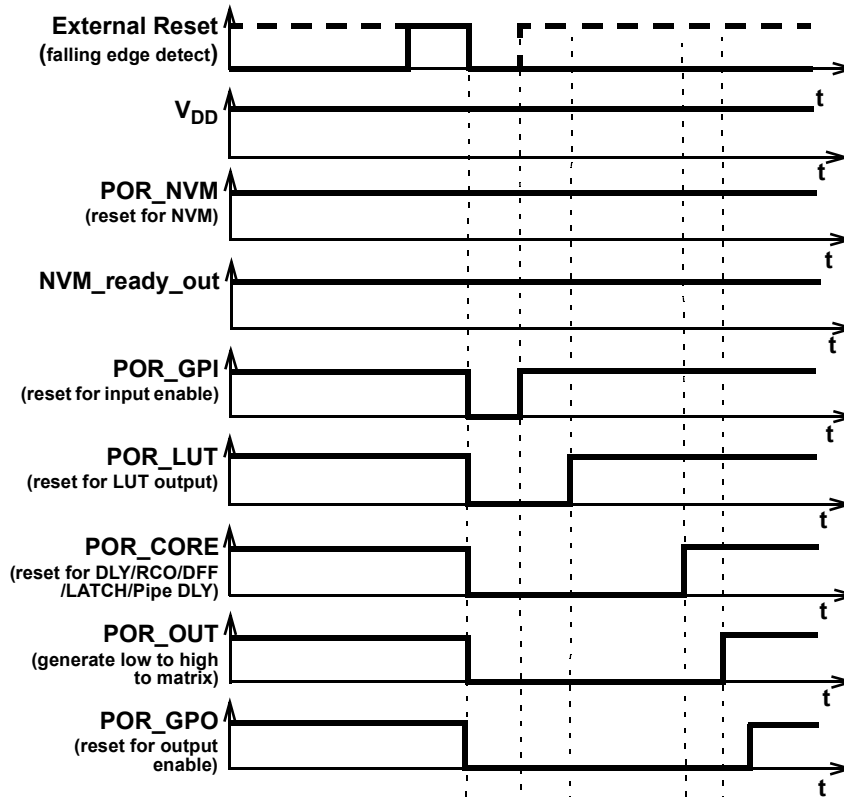 External Reset
(falling edge detect)
t
VDD
t
POR_NVM
(reset for NVM)
t
NVM_ready_out
t
POR_GPI
(reset for input enable)
t
POR_LUT
(reset for LUT output)
t
POR_CORE
(reset for DLY/RCO/DFF
/LATCH/Pipe DLY)
t
POR_OUT
(generate low to high
to matrix)
t
POR_GPO
(reset for output
enable)
t